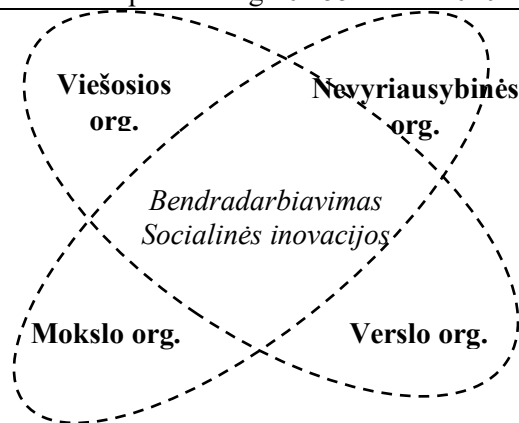 Viešosios
org.
Nevyriausybinės
org.
Bendradarbiavimas
Socialinės inovacijos
Mokslo org.
Verslo org.